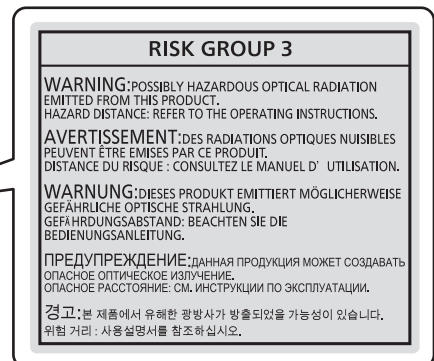 RISK GROUP 3
WARNING:POSSIBLY HAZARDOUS OPTICAL RADIATION
EMITTED FROM THIS PRODUCT.
HAZARD DISTANCE: REFER TO THE OPERATING INSTRUCTIONS.
AVERTISSEMENT:DES RADIATIONS OPTIQUES NUISIBLES
PEUVENT ÊTRE EMISES PAR CE PRODUIT.
DISTANCE DU RISQUE : CONSULTEZ LE MANUEL D' UTILISATION.
WARNUNG:DIESES PRODUKT EMITTIERT MÖGLICHERWEISE
GEFÄHRLICHE OPTISCHE STRAHLUNG.
GEFÄHRDUNGSABSTAND: BEACHTEN SIE DIE
BEDIENUNGSANLEITUNG.
ПРЕДУПРЕЖДЕНИЕ:ДАННАЯ ПРОДУКЦИЯ МОЖЕТ СОЗДАВАТЬ
ОПАСНОЕ ОПТИЧЕСКОЕ ИЗЛУЧЕНИЕ.
ОПАСНОЕ РАССТОЯНИЕ: СМ. ИНСТРУКЦИИ ПО ЭКСПЛУАТАЦИИ.
경고:본 제품에서 유해한 광방사가 방출되었을 가능성이 있습니다.
위험 거리 : 사용설명서를 참조하십시오.